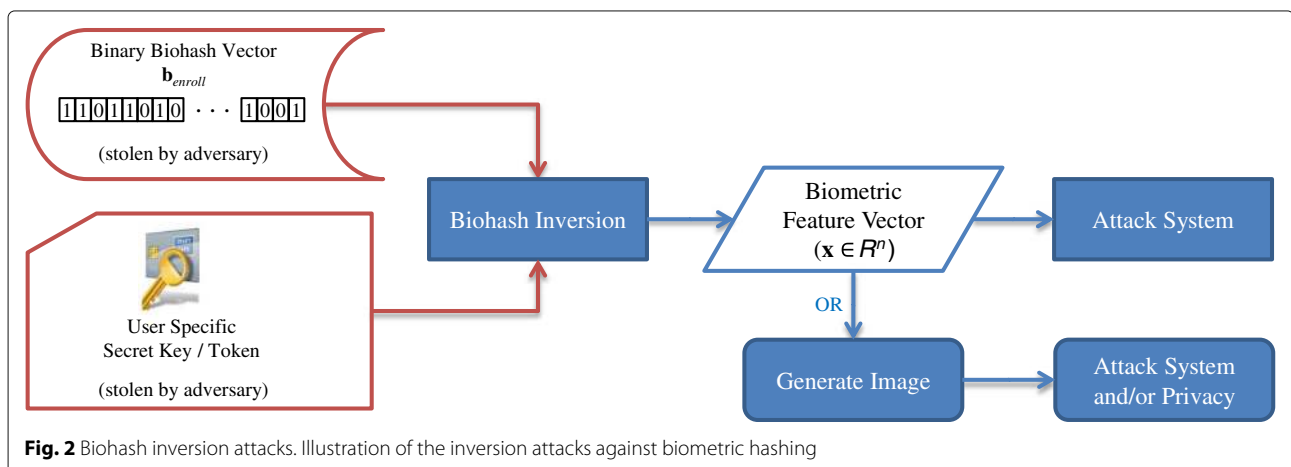 Binary Biohash Vector
b_enroll
11011010 · · · 1001
(stolen by adversary)
User Specific
Secret Key / Token
(stolen by adversary)
Biohash Inversion
Biometric
Feature Vector
(x ∈ Rⁿ)
Attack System
OR
Generate Image
Attack System
and/or Privacy
Fig. 2 Biohash inversion attacks. Illustration of the inversion attacks against biometric hashing